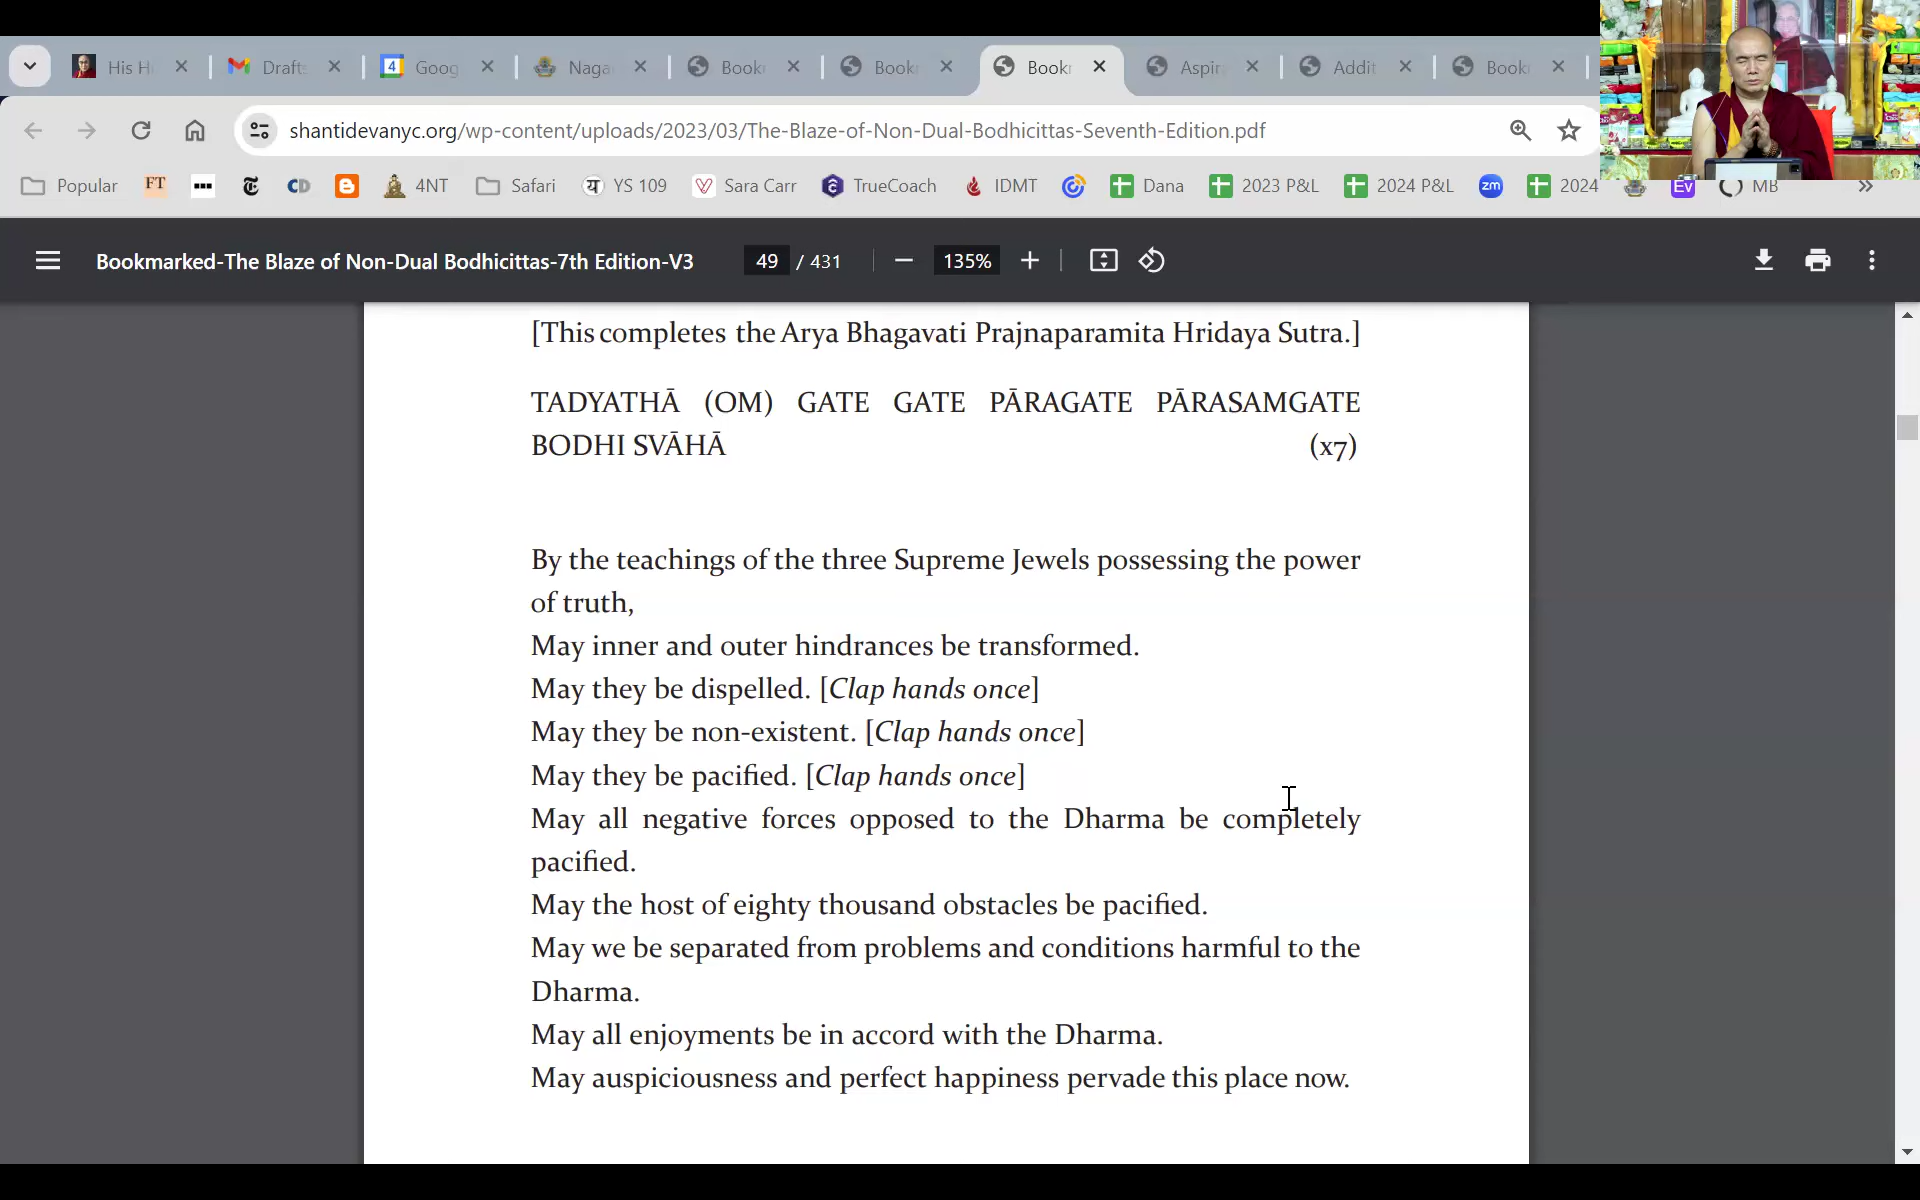 His H
Drafts
4
Goog
Naga
Book
Book
Book
Aspir
Addit
Book
shantidevanyc.org/wp-content/uploads/2023/03/The-Blaze-of-Non-Dual-Bodhicittas-Seventh-Edition.pdf
Popular
FT
CD
4NT
Safari
य
YS 109
Sara Carr
TrueCoach
IDMT
Dana
2023 P&L
2024 P&L
zm
2024
Ev
MB
Bookmarked-The Blaze of Non-Dual Bodhicittas-7th Edition-V3
49 / 431
135%
[This completes the Arya Bhagavati Prajnaparamita Hridaya Sutra.]
TADYATHĀ (OM) GATE GATE PĀRAGATE PĀRASAMGATE
BODHI SVĀHĀ (x7)
By the teachings of the three Supreme Jewels possessing the power
of truth,
May inner and outer hindrances be transformed.
May they be dispelled. [Clap hands once]
May they be non-existent. [Clap hands once]
May they be pacified. [Clap hands once]
May all negative forces opposed to the Dharma be completely
pacified.
May the host of eighty thousand obstacles be pacified.
May we be separated from problems and conditions harmful to the
Dharma.
May all enjoyments be in accord with the Dharma.
May auspiciousness and perfect happiness pervade this place now.